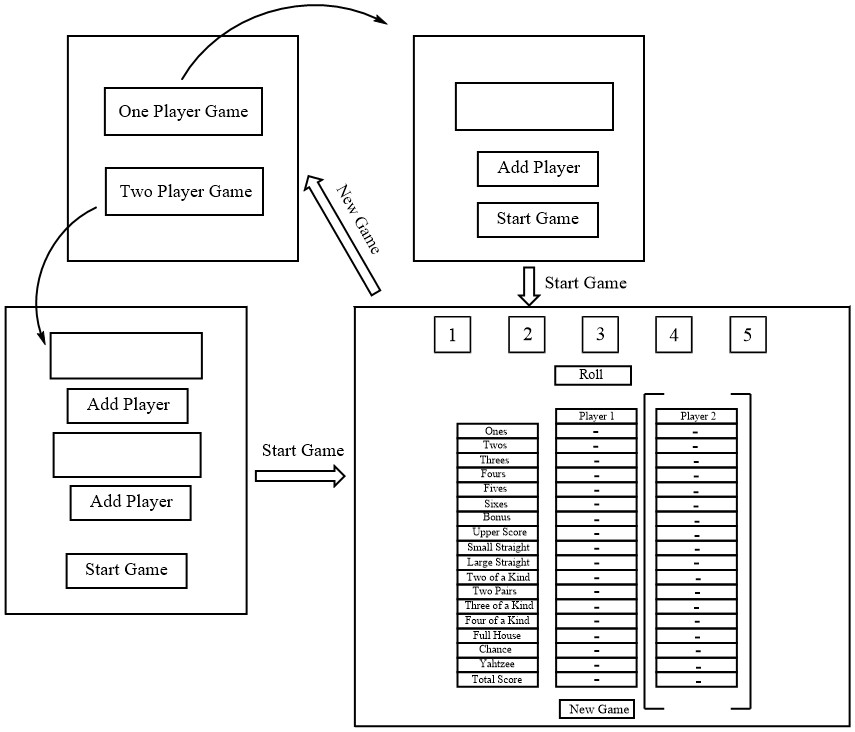 One Player Game
Two Player Game
Add Player
Start Game
New Game
Start Game
Add Player
Add Player
Start Game
Start Game
1 2 3 4 5
Roll
Player 1 Player 2
Ones - -
Twos - -
Threes - -
Fours - -
Fives - -
Sixes - -
Bonus - -
Upper Score - -
Small Straight - -
Large Straight - -
Two of a Kind - -
Two Pairs - -
Three of a Kind - -
Four of a Kind - -
Full House - -
Chance - -
Yahtzee - -
Total Score - -
New Game